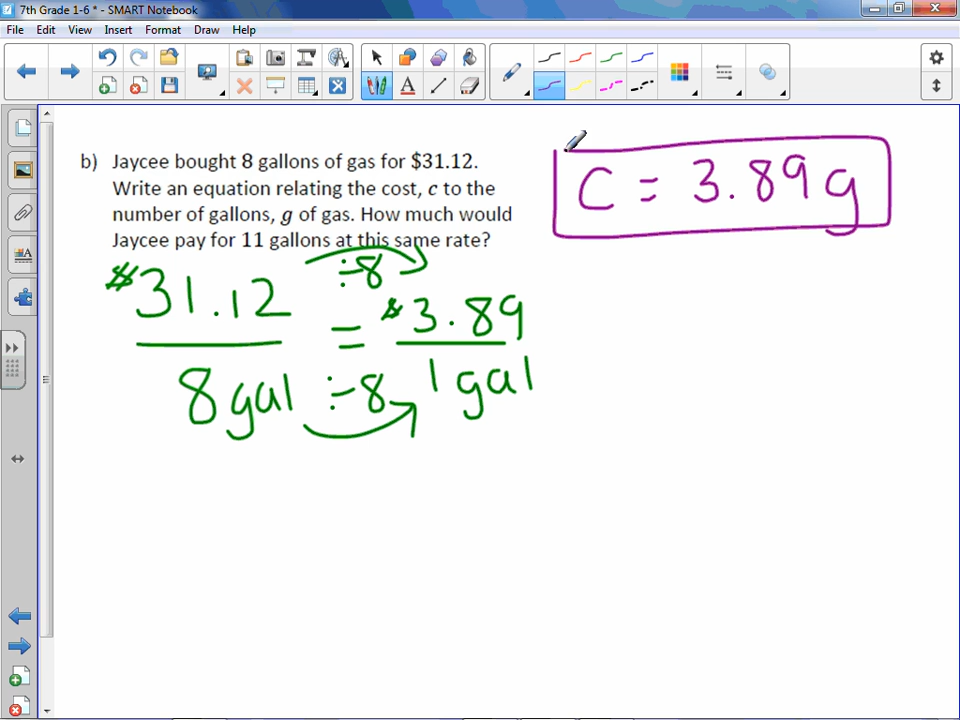 7th Grade 1-6 * - SMART Notebook
File Edit View Insert Format Draw Help
b) Jaycee bought 8 gallons of gas for $31.12.
Write an equation relating the cost, c to the
number of gallons, g of gas. How much would
Jaycee pay for 11 gallons at this same rate?
C = 3.89g
÷8
$31.12 = $3.89
8gal ÷8 1 gal